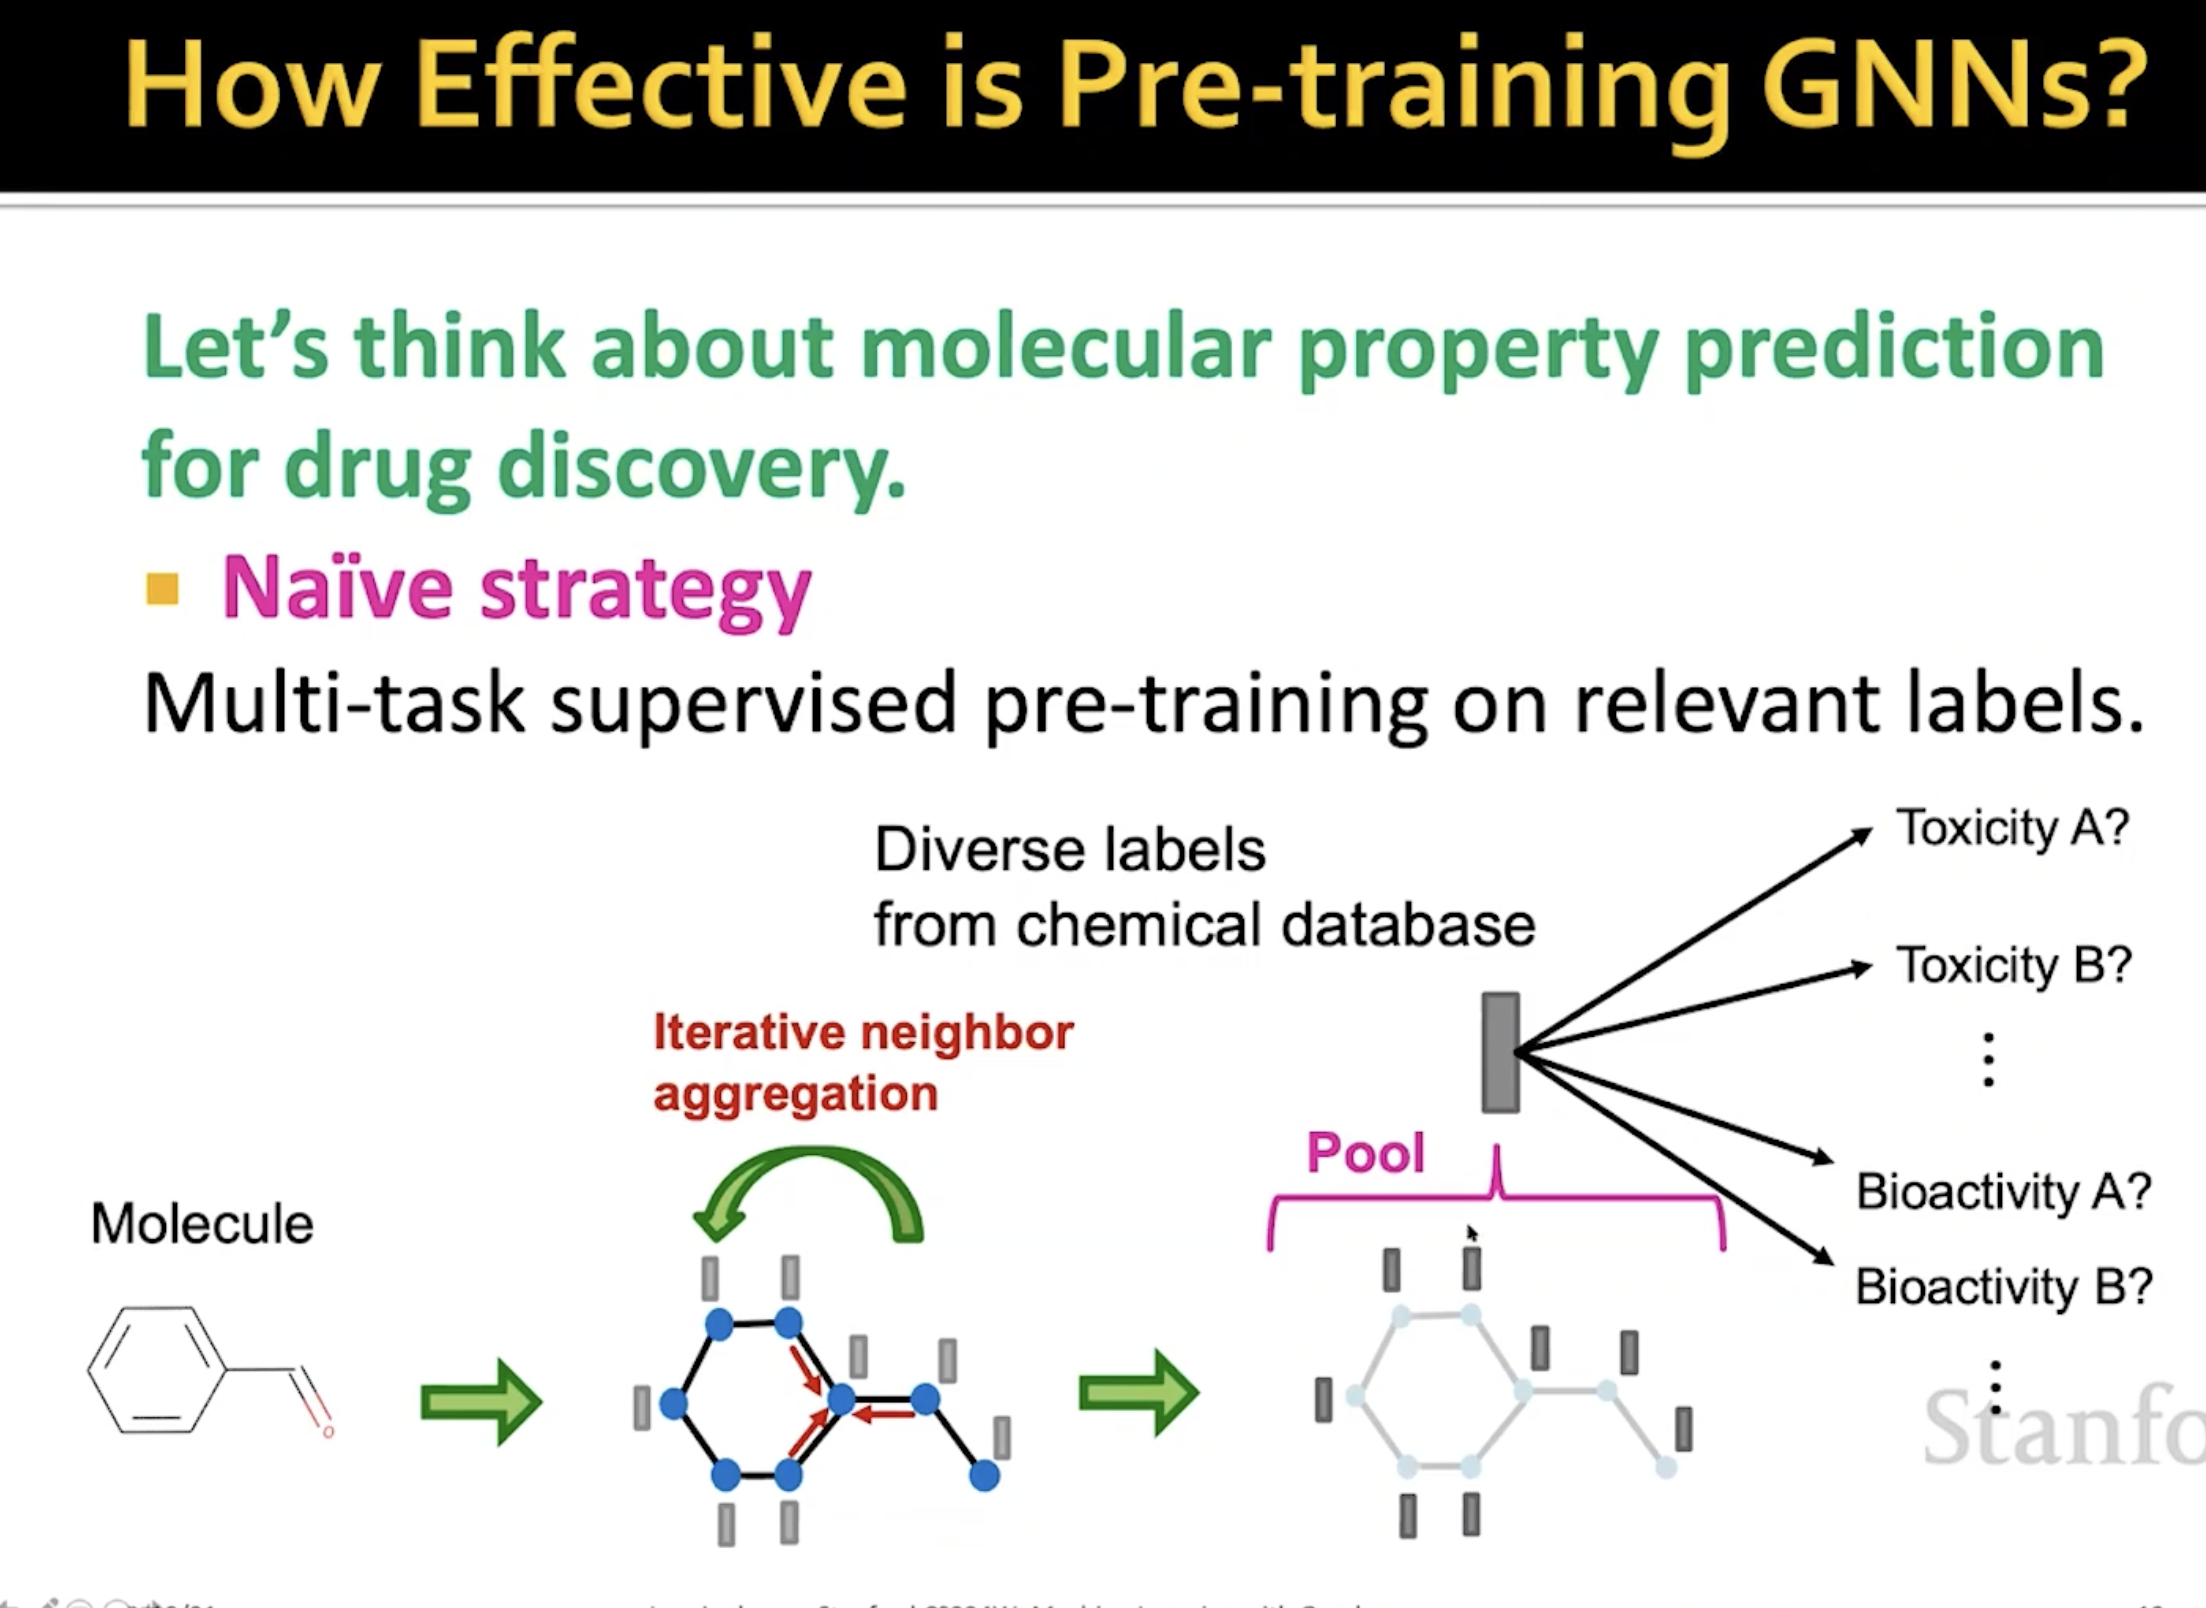 How Effective is Pre-training GNNs?
Let's think about molecular property prediction
for drug discovery.
Naïve strategy
Multi-task supervised pre-training on relevant labels.
Diverse labels
from chemical database
Toxicity A?
Toxicity B?
Iterative neighbor
aggregation
Pool
Bioactivity A?
Bioactivity B?
Molecule
O
Stanfo